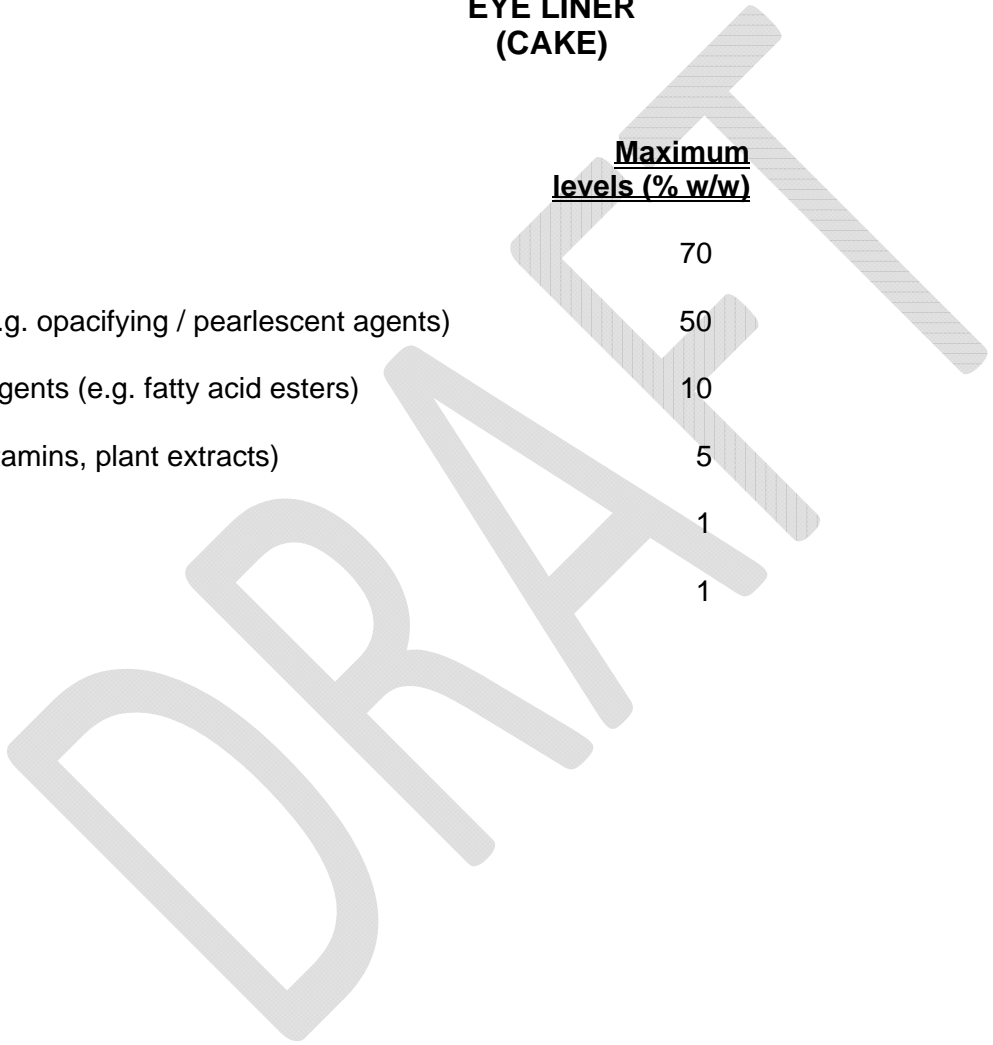 EYE LINER
(CAKE)
Maximum
levels (% w/w)
70
.g. opacifying / pearlescent agents) 50
gents (e.g. fatty acid esters) 10
amins, plant extracts) 5
1
1
DRAFT